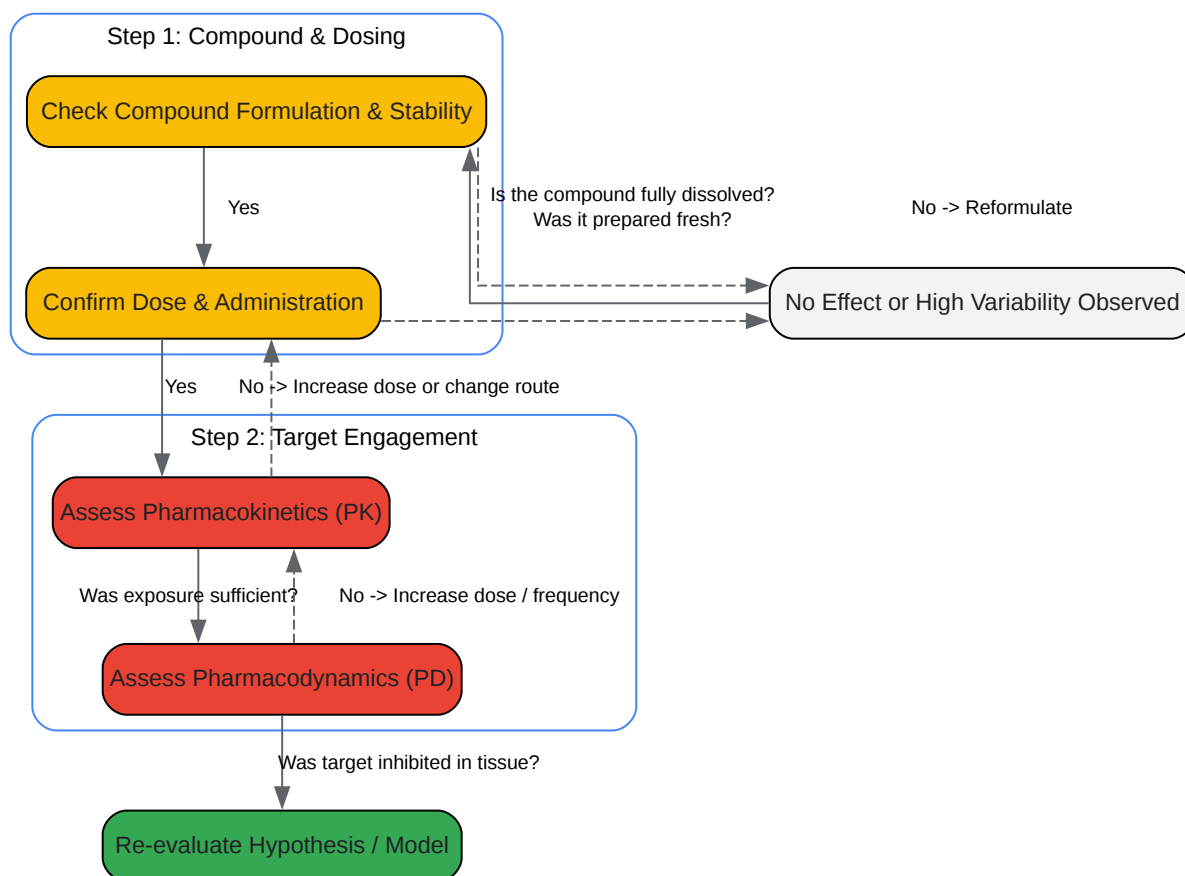 Step 1: Compound & Dosing
Check Compound Formulation & Stability
Is the compound fully dissolved?
Was it prepared fresh?
Yes
No -> Reformulate
Confirm Dose & Administration
No Effect or High Variability Observed
Yes
No -> Increase dose or change route
Step 2: Target Engagement
Assess Pharmacokinetics (PK)
Was exposure sufficient?
No -> Increase dose / frequency
Assess Pharmacodynamics (PD)
Was target inhibited in tissue?
Re-evaluate Hypothesis / Model